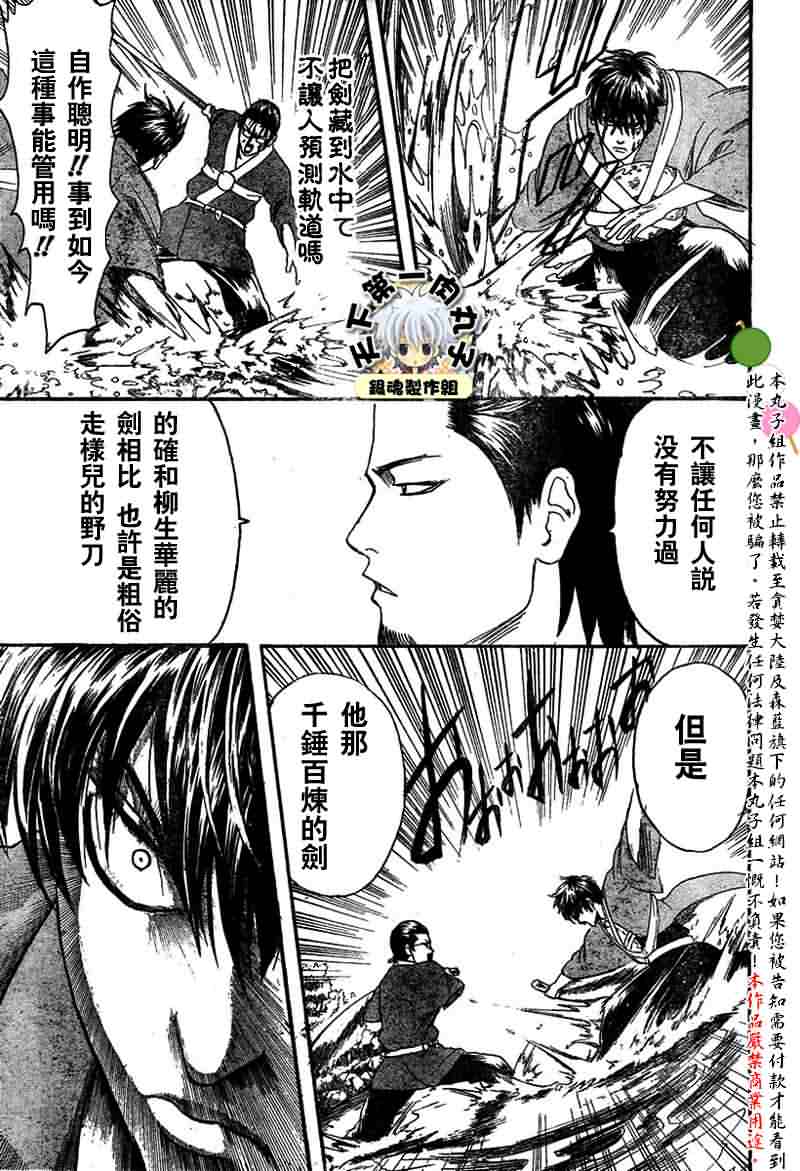 把劍藏到水中
不讓人預測軌道嗎
自作聰明!!事到如今
這種事能管用嗎!!
天下第一肉丸子
銀魂製作組
不讓任何人說
没有努力過
的確和柳生華麗的
劍相比 也許是粗俗
走樣兒的野刀
但是
おおおおおお
他那
千錘百煉的劍
本丸子組作品禁止轉載至貪婪大陸及森藍旗下的任何網站!如果您被告知需要付款才能看到
此漫畫,那麼您被騙了。若發生任何法律問題本丸子組一慨不負責!本作品嚴禁商業用途。